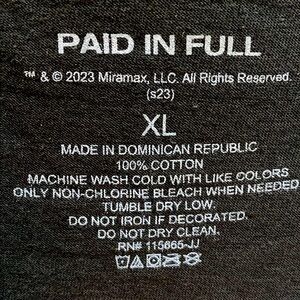 PAID IN FULL
™ & © 2023 Miramax, LLC. All Rights Reserved.
(s23)
XL
MADE IN DOMINICAN REPUBLIC
100% COTTON
MACHINE WASH COLD WITH LIKE COLORS
ONLY NON-CHLORINE BLEACH WHEN NEEDED
TUMBLE DRY LOW.
DO NOT IRON IF DECORATED.
DO NOT DRY CLEAN.
RN# 115665-JJ